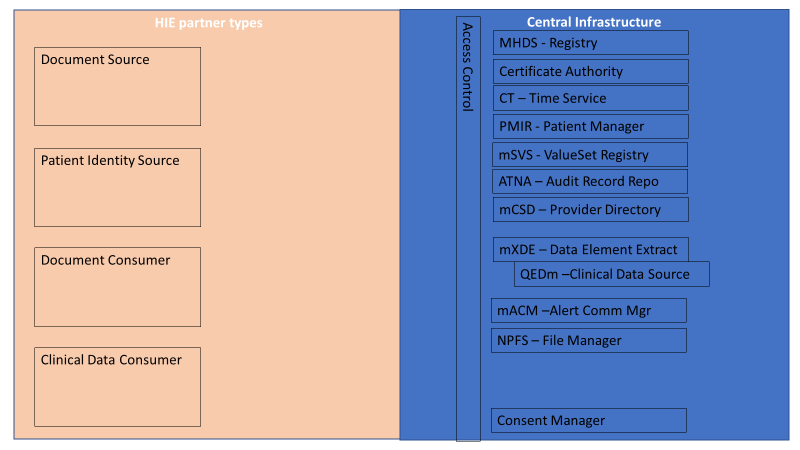 HIE partner types
Document Source
Patient Identity Source
Document Consumer
Clinical Data Consumer
Central Infrastructure
Access Control
MHDS - Registry
Certificate Authority
CT – Time Service
PMIR - Patient Manager
mSVS - ValueSet Registry
ATNA – Audit Record Repo
mCSD – Provider Directory
mXDE – Data Element Extract
QEDm –Clinical Data Source
mACM –Alert Comm Mgr
NPFS – File Manager
Consent Manager